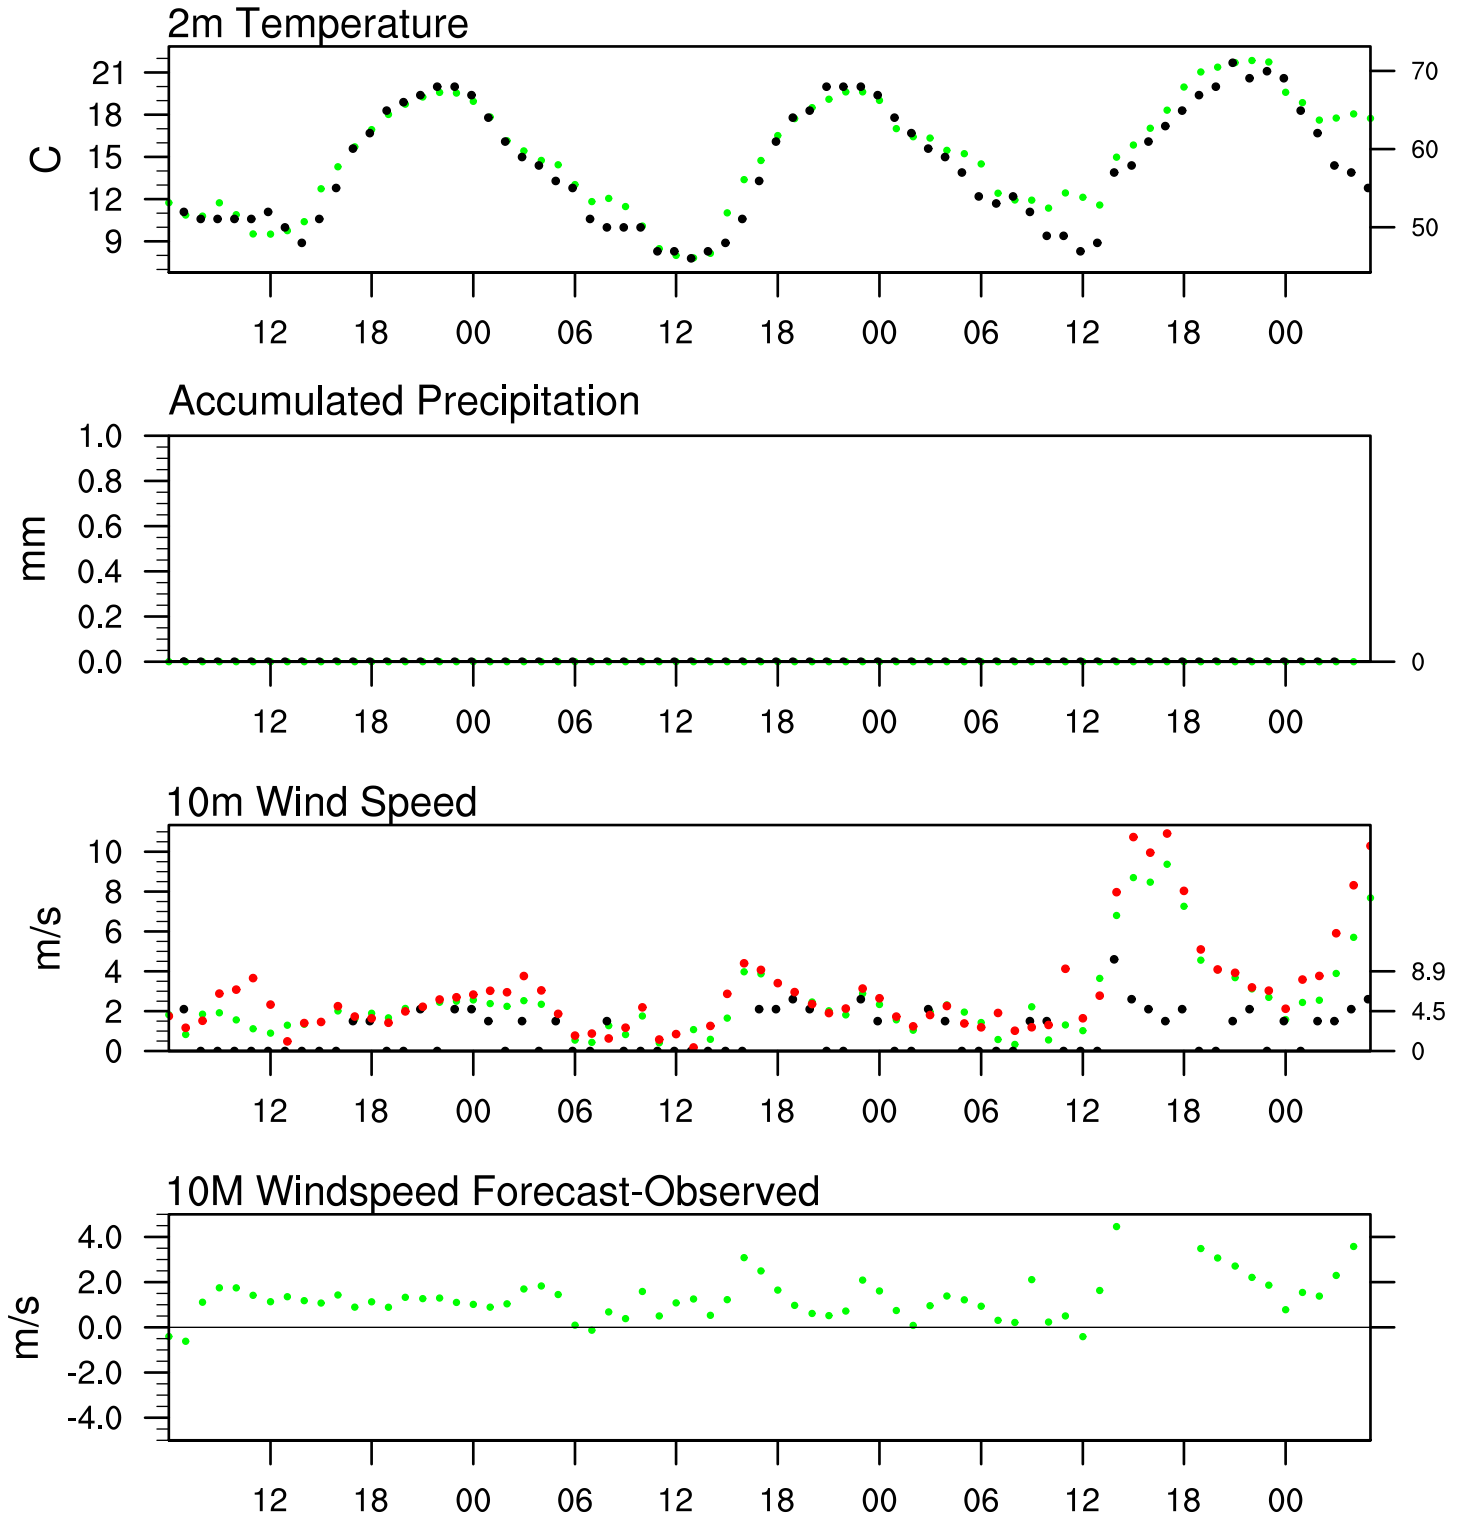 2m Temperature
21
18
15
12
9
C
70
60
50
12 18 00 06 12 18 00 06 12 18 00
Accumulated Precipitation
1.0
0.8
0.6
0.4
0.2
0.0
mm
0
12 18 00 06 12 18 00 06 12 18 00
10m Wind Speed
10
8
6
4
2
0
m/s
8.9
4.5
0
12 18 00 06 12 18 00 06 12 18 00
10M Windspeed Forecast-Observed
4.0
2.0
0.0
-2.0
-4.0
m/s
12 18 00 06 12 18 00 06 12 18 00